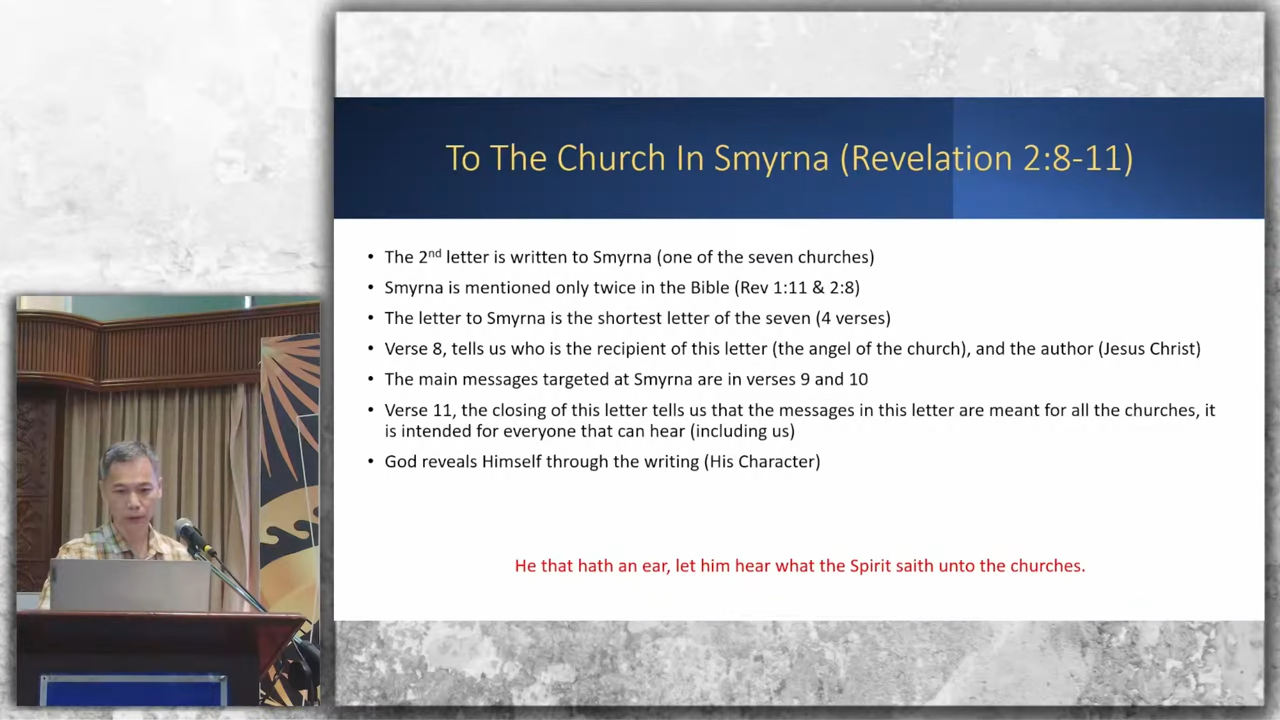 To The Church In Smyrna (Revelation 2:8-11)
• The 2nd letter is written to Smyrna (one of the seven churches)
• Smyrna is mentioned only twice in the Bible (Rev 1:11 & 2:8)
• The letter to Smyrna is the shortest letter of the seven (4 verses)
• Verse 8, tells us who is the recipient of this letter (the angel of the church), and the author (Jesus Christ)
• The main messages targeted at Smyrna are in verses 9 and 10
• Verse 11, the closing of this letter tells us that the messages in this letter are meant for all the churches, it
is intended for everyone that can hear (including us)
• God reveals Himself through the writing (His Character)
He that hath an ear, let him hear what the Spirit saith unto the churches.